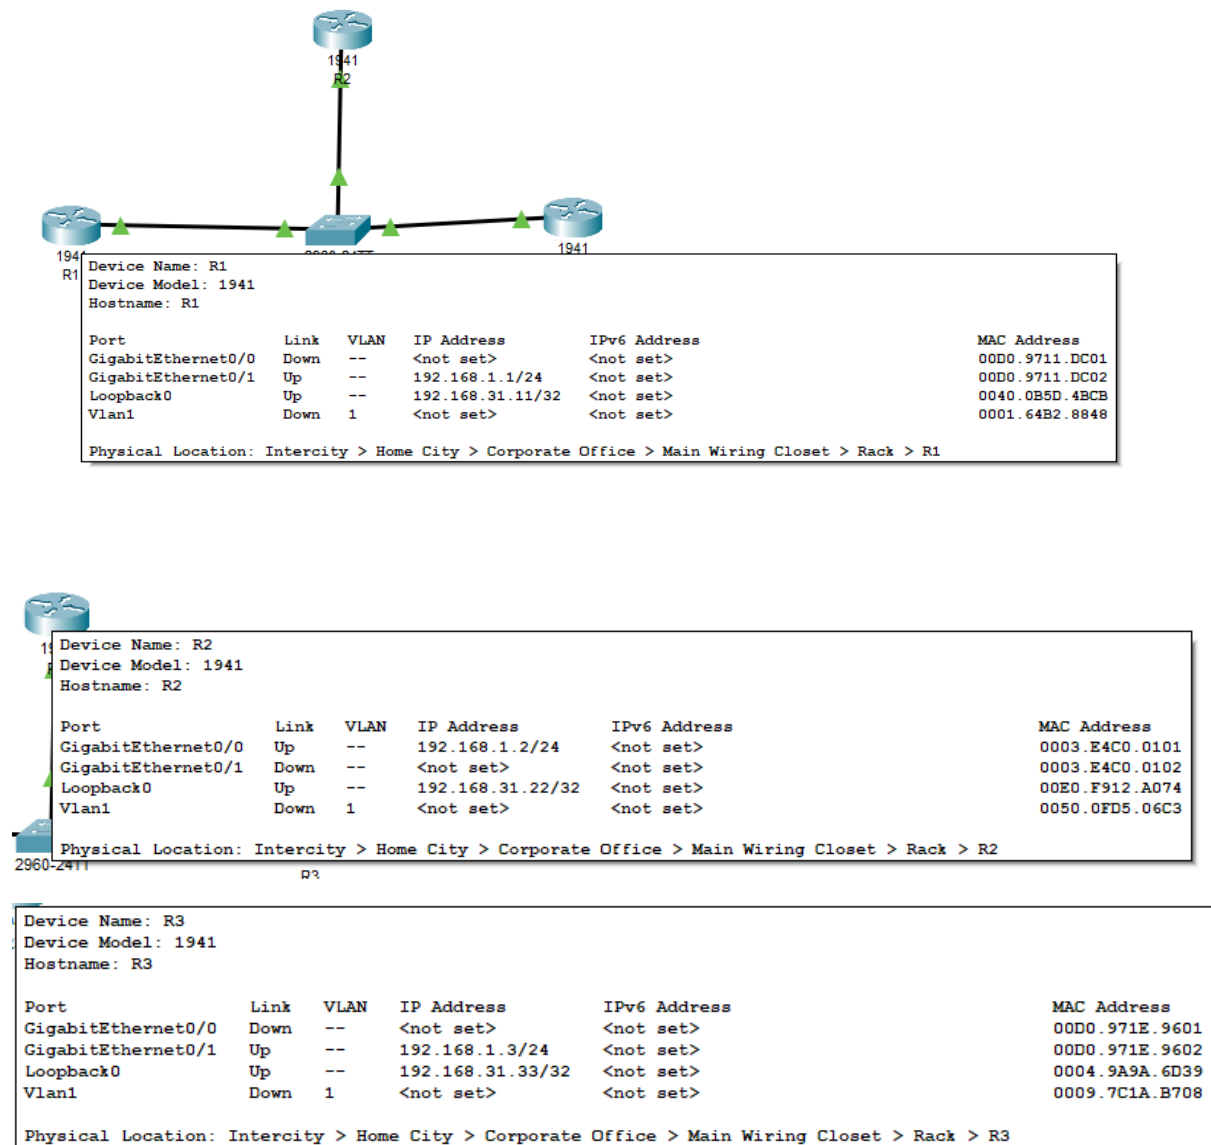 1941
R2
1941
R1
1941
Device Name: R1
Device Model: 1941
Hostname: R1
Port Link VLAN IP Address IPv6 Address MAC Address
GigabitEthernet0/0 Down -- <not set> <not set> 00D0.9711.DC01
GigabitEthernet0/1 Up -- 192.168.1.1/24 <not set> 00D0.9711.DC02
Loopback0 Up -- 192.168.31.11/32 <not set> 0040.0B5D.4BCB
Vlan1 Down 1 <not set> <not set> 0001.64B2.8848
Physical Location: Intercity > Home City > Corporate Office > Main Wiring Closet > Rack > R1
Device Name: R2
Device Model: 1941
Hostname: R2
Port Link VLAN IP Address IPv6 Address MAC Address
GigabitEthernet0/0 Up -- 192.168.1.2/24 <not set> 0003.E4C0.0101
GigabitEthernet0/1 Down -- <not set> <not set> 0003.E4C0.0102
Loopback0 Up -- 192.168.31.22/32 <not set> 00E0.F912.A074
Vlan1 Down 1 <not set> <not set> 0050.0FD5.06C3
Physical Location: Intercity > Home City > Corporate Office > Main Wiring Closet > Rack > R2
2960-24TT
R3
Device Name: R3
Device Model: 1941
Hostname: R3
Port Link VLAN IP Address IPv6 Address MAC Address
GigabitEthernet0/0 Down -- <not set> <not set> 00D0.971E.9601
GigabitEthernet0/1 Up -- 192.168.1.3/24 <not set> 00D0.971E.9602
Loopback0 Up -- 192.168.31.33/32 <not set> 0004.9A9A.6D39
Vlan1 Down 1 <not set> <not set> 0009.7C1A.B708
Physical Location: Intercity > Home City > Corporate Office > Main Wiring Closet > Rack > R3